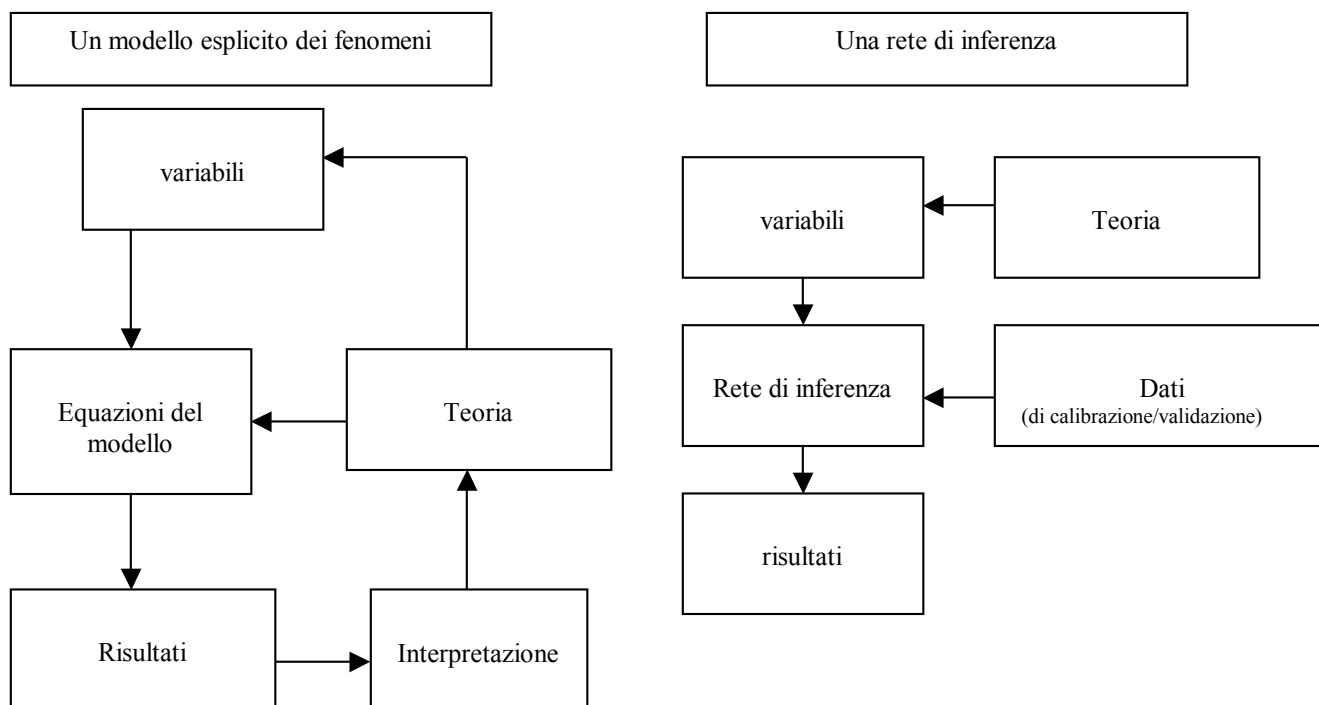 Un modello esplicito dei fenomeni
variabili
Equazioni del
modello
Teoria
Risultati
Interpretazione
Una rete di inferenza
variabili
Teoria
Rete di inferenza
Dati
(di calibrazione/validazione)
risultati